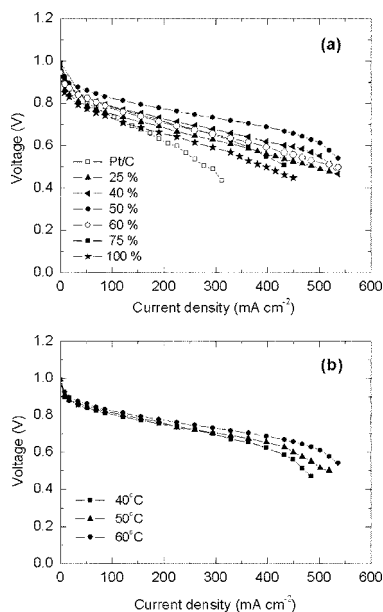 1.2
(a)
1.0
0.8
0.6
0.4
0.2
0.0
Voltage (V)
Pt/C
25 %
40 %
50 %
60 %
75 %
100 %
0 100 200 300 400 500 600
Current density (mA cm-2)
1.2
(b)
1.0
0.8
0.6
0.4
0.2
0.0
Voltage (V)
40°C
50°C
60°C
0 100 200 300 400 500 600
Current density (mA cm-2)